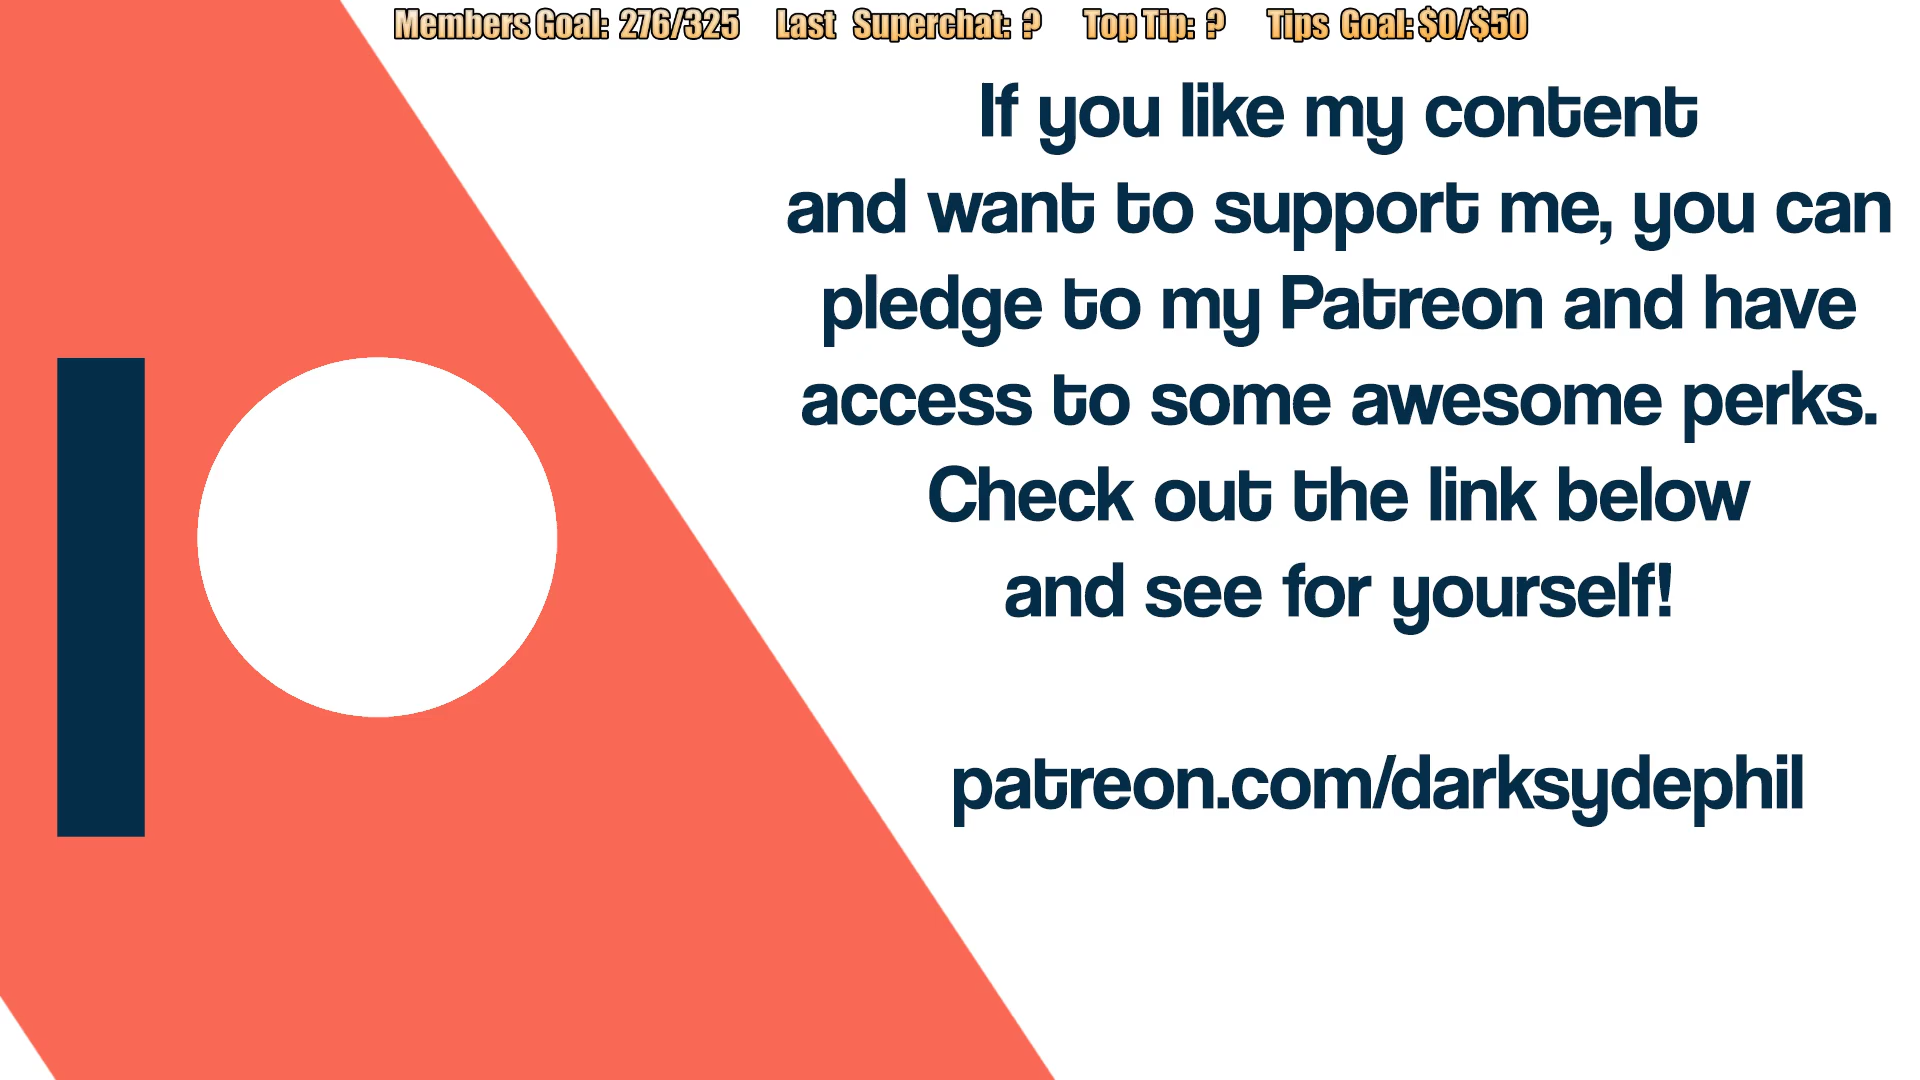 Members Goal: 276/325 Last Superchat: ? Top Tip: ? Tips Goal: $0/$50
If you like my content
and want to support me, you can
pledge to my Patreon and have
access to some awesome perks.
Check out the link below
and see for yourself!
patreon.com/darksydephil